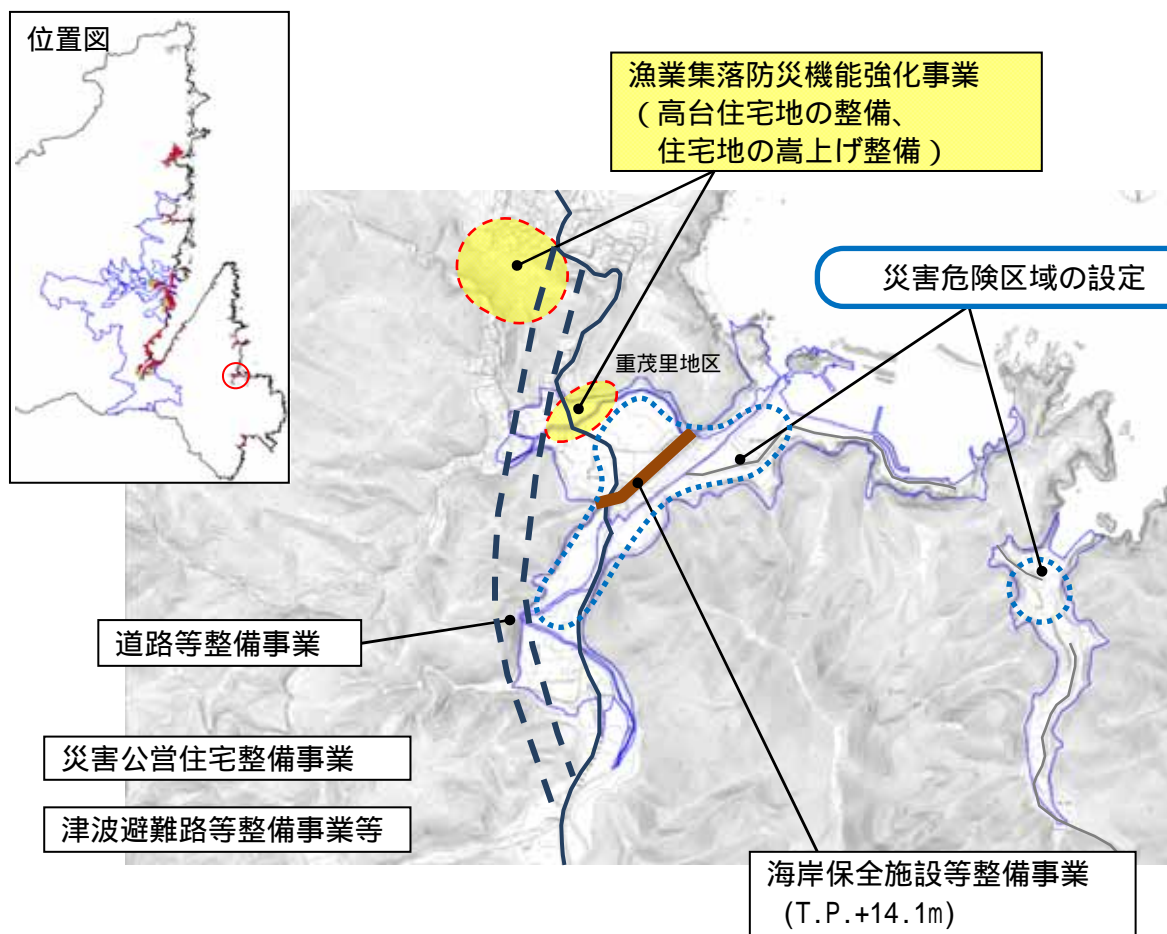 位置図
漁業集落防災機能強化事業
(高台住宅地の整備、
住宅地の嵩上げ整備)
災害危険区域の設定
重茂里地区
道路等整備事業
災害公営住宅整備事業
津波避難路等整備事業等
海岸保全施設等整備事業
(T.P.+14.1m)